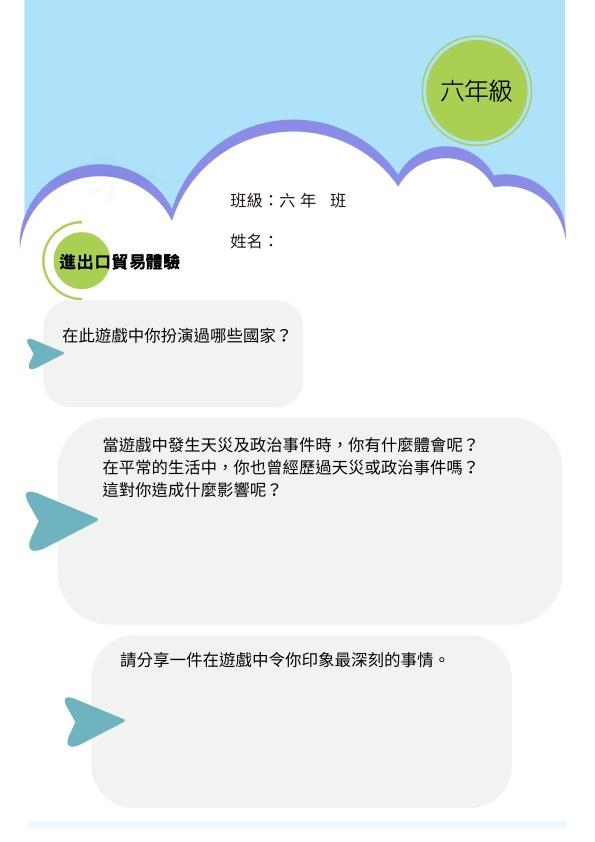 六年級
班級：六 年 班
姓名：
進出口貿易體驗
在此遊戲中你扮演過哪些國家？
當遊戲中發生天災及政治事件時，你有什麼體會呢？
在平常的生活中，你也曾經歷過天災或政治事件嗎？
這對你造成什麼影響呢？
請分享一件在遊戲中令你印象最深刻的事情。